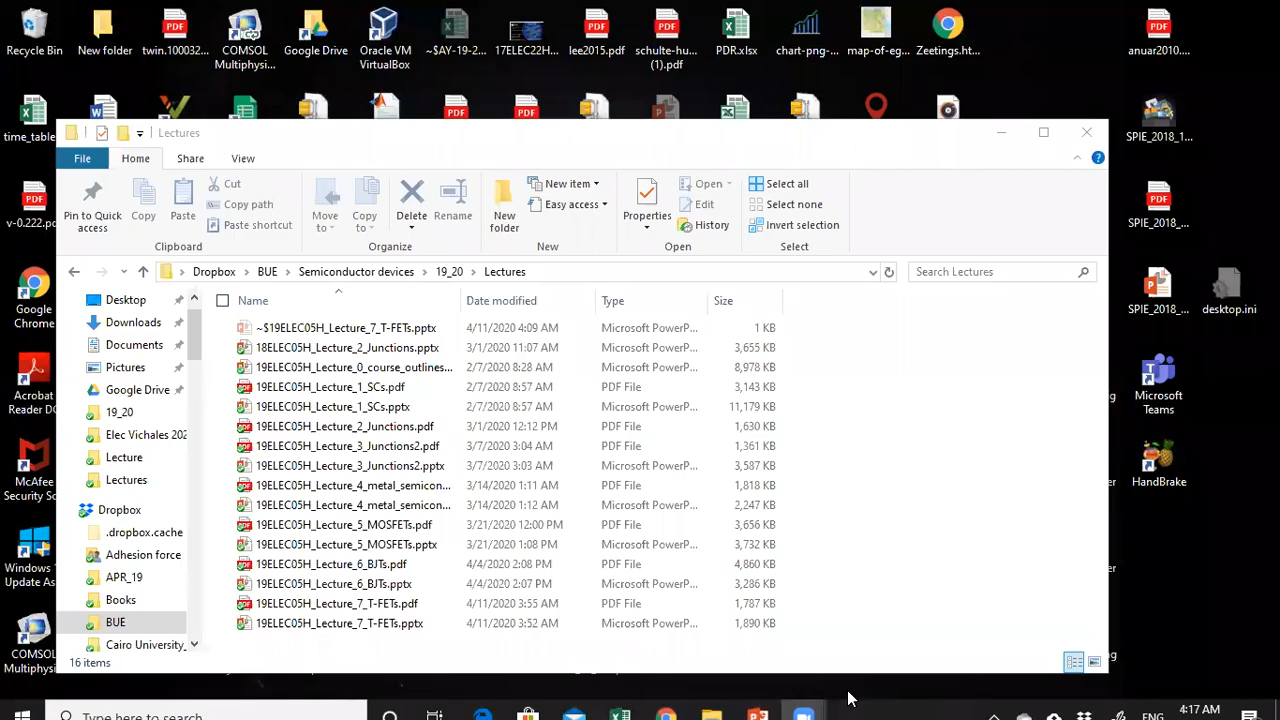 Recycle Bin
New folder
twin.100032...
COMSOL
Multiphysi...
Google Drive
Oracle VM
VirtualBox
~$AY-19-2...
17ELEC22H...
lee2015.pdf
schulte-hu...
(1).pdf
PDR.xlsx
chart-png-...
map-of-eg...
Zeetings.ht...
anuar2010....
time_table
Lectures
SPIE_2018_1...
File
Home
Share
View
Pin to Quick
access
Copy
Paste
Cut
Copy path
Paste shortcut
Clipboard
Move
to
Copy
to
Delete
Rename
Organize
New
folder
New item
Easy access
New
Properties
Open
Edit
History
Open
Select all
Select none
Invert selection
Select
v-0.222.pd
SPIE_2018_...
Dropbox
BUE
Semiconductor devices
19_20
Lectures
Search Lectures
Name
Date modified
Type
Size
~$19ELEC05H_Lecture_7_T-FETs.pptx 4/11/2020 4:09 AM Microsoft PowerP... 1 KB
18ELEC05H_Lecture_2_Junctions.pptx 3/1/2020 11:07 AM Microsoft PowerP... 3,655 KB
19ELEC05H_Lecture_0_course_outlines... 2/7/2020 8:28 AM Microsoft PowerP... 8,978 KB
19ELEC05H_Lecture_1_SCs.pdf 2/7/2020 8:57 AM PDF File 3,143 KB
19ELEC05H_Lecture_1_SCs.pptx 2/7/2020 8:57 AM Microsoft PowerP... 11,179 KB
19ELEC05H_Lecture_2_Junctions.pdf 3/1/2020 12:12 PM PDF File 1,630 KB
19ELEC05H_Lecture_3_Junctions2.pdf 3/7/2020 3:04 AM PDF File 1,361 KB
19ELEC05H_Lecture_3_Junctions2.pptx 3/7/2020 3:03 AM Microsoft PowerP... 3,587 KB
19ELEC05H_Lecture_4_metal_semicon... 3/14/2020 1:11 AM PDF File 1,818 KB
19ELEC05H_Lecture_4_metal_semicon... 3/14/2020 1:12 AM Microsoft PowerP... 2,247 KB
19ELEC05H_Lecture_5_MOSFETs.pdf 3/21/2020 12:00 PM PDF File 3,656 KB
19ELEC05H_Lecture_5_MOSFETs.pptx 3/21/2020 1:08 PM Microsoft PowerP... 3,732 KB
19ELEC05H_Lecture_6_BJTs.pdf 4/4/2020 2:08 PM PDF File 4,860 KB
19ELEC05H_Lecture_6_BJTs.pptx 4/4/2020 2:07 PM Microsoft PowerP... 3,286 KB
19ELEC05H_Lecture_7_T-FETs.pdf 4/11/2020 3:55 AM PDF File 1,787 KB
19ELEC05H_Lecture_7_T-FETs.pptx 4/11/2020 3:52 AM Microsoft PowerP... 1,890 KB
Desktop
Downloads
Documents
Pictures
Google Drive
19_20
Elec Vichales 202
Lecture
Lectures
Dropbox
.dropbox.cache
Adhesion force
APR_19
Books
BUE
Cairo University_
16 items
Google
Chrome
Acrobat
Reader DC
McAfee
Security Sc
Windows
Update As
COMSOL
Multiphysi
SPIE_2018_...
desktop.ini
Microsoft
Teams
HandBrake
Type here to search
ENG
4:17 AM